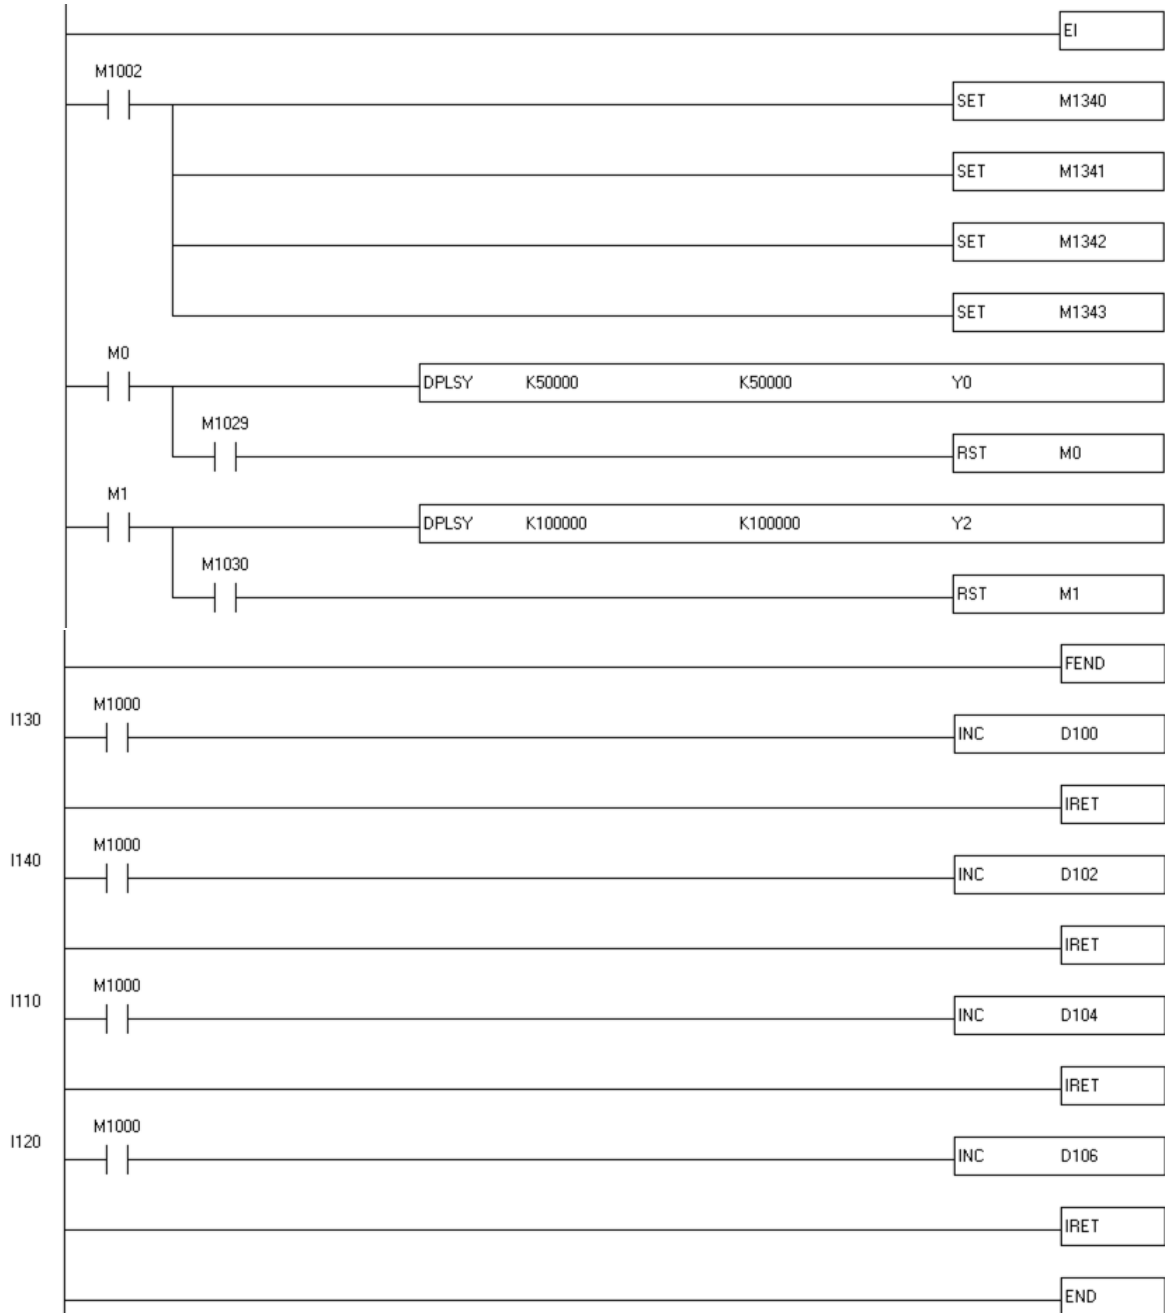 EI
M1002
SET M1340
SET M1341
SET M1342
SET M1343
M0
DPLSY K50000 K50000 Y0
M1029
RST M0
M1
DPLSY K100000 K100000 Y2
M1030
RST M1
FEND
M1000
I130 INC D100
IRET
M1000
I140 INC D102
IRET
M1000
I110 INC D104
IRET
M1000
I120 INC D106
IRET
END